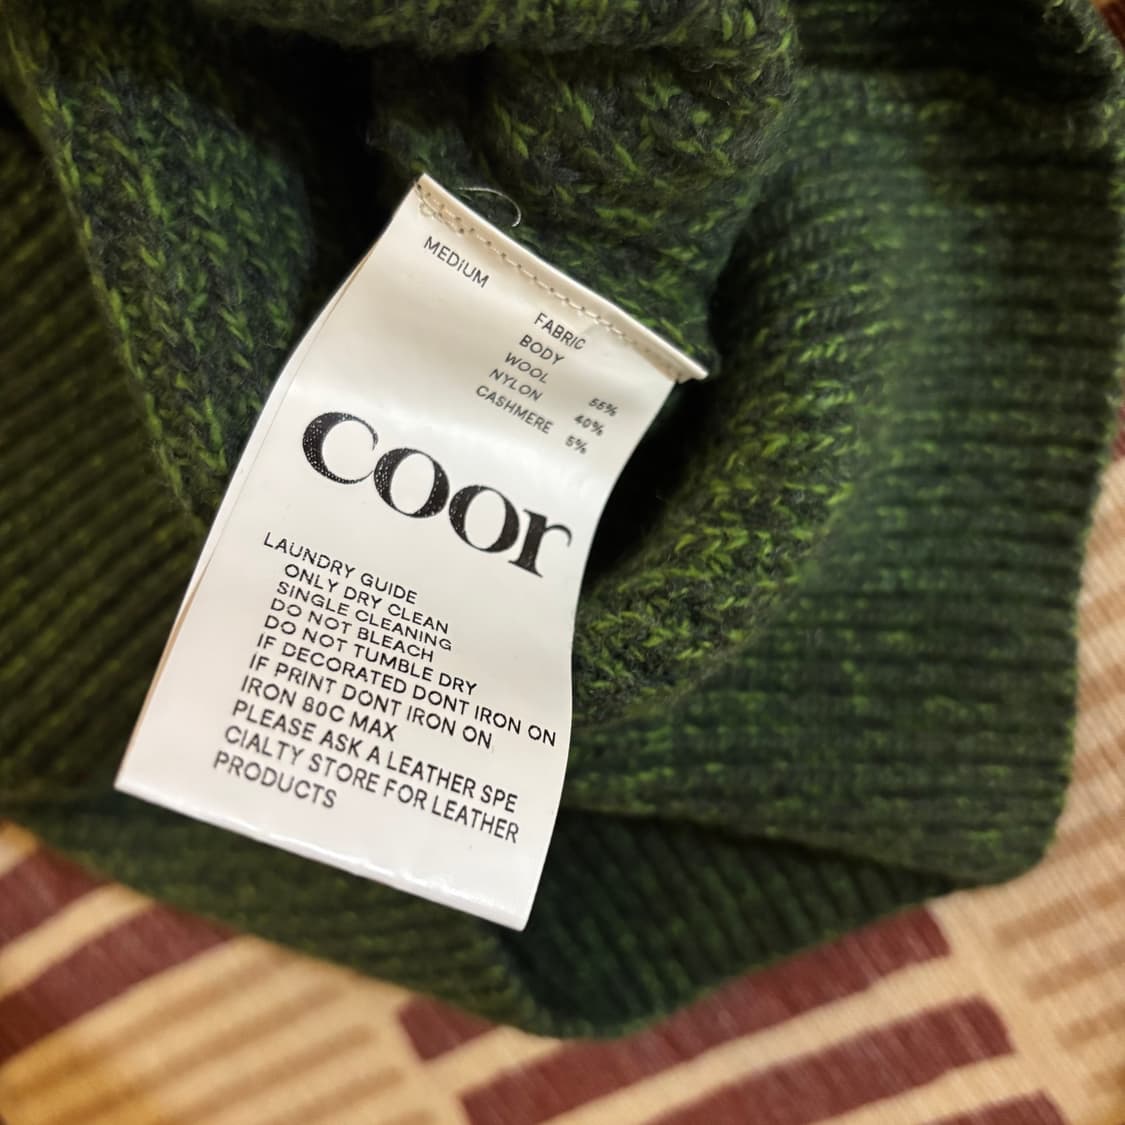 MEDIUM
FABRIC
BODY
WOOL 55%
NYLON 40%
CASHMERE 5%
coor
LAUNDRY GUIDE
ONLY DRY CLEAN
SINGLE CLEANING
DO NOT BLEACH
DO NOT TUMBLE DRY
IF DECORATED DONT IRON ON
IF PRINT DONT IRON ON
IRON 80C MAX
PLEASE ASK A LEATHER SPE
CIALTY STORE FOR LEATHER
PRODUCTS